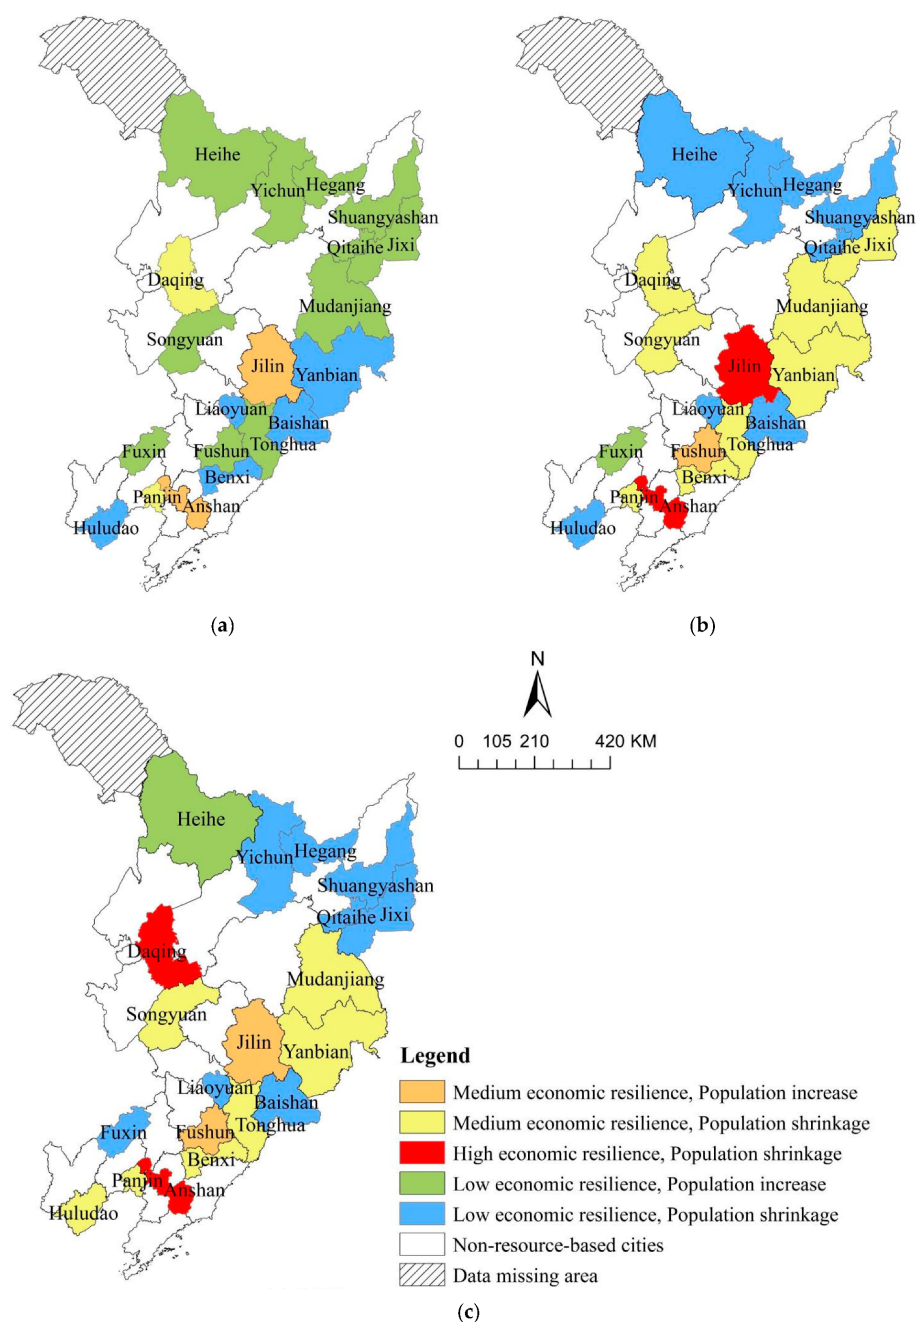 Heihe
Yichun
Hegang
Shuangyashan
Qitaihe
Jixi
Daqing
Mudanjiang
Songyuan
Jilin
Yanbian
Liaoyuan
Baishan
Fuxin
Fushun
Tonghua
Benxi
Panjin
Anshan
Huludao
(a)
Heihe
Yichun
Hegang
Shuangyashan
Qitaihe
Jixi
Daqing
Mudanjiang
Songyuan
Jilin
Yanbian
Liaoyuan
Baishan
Fuxin
Fushun
Tonghua
Benxi
Panjin
Anshan
Huludao
(b)
N
0 105 210 420 KM
Heihe
Yichun
Hegang
Shuangyashan
Qitaihe
Jixi
Daqing
Mudanjiang
Songyuan
Jilin
Yanbian
Liaoyuan
Baishan
Fuxin
Fushun
Tonghua
Benxi
Panjin
Anshan
Huludao
Legend
Medium economic resilience, Population increase
Medium economic resilience, Population shrinkage
High economic resilience, Population shrinkage
Low economic resilience, Population increase
Low economic resilience, Population shrinkage
Non-resource-based cities
Data missing area
(c)